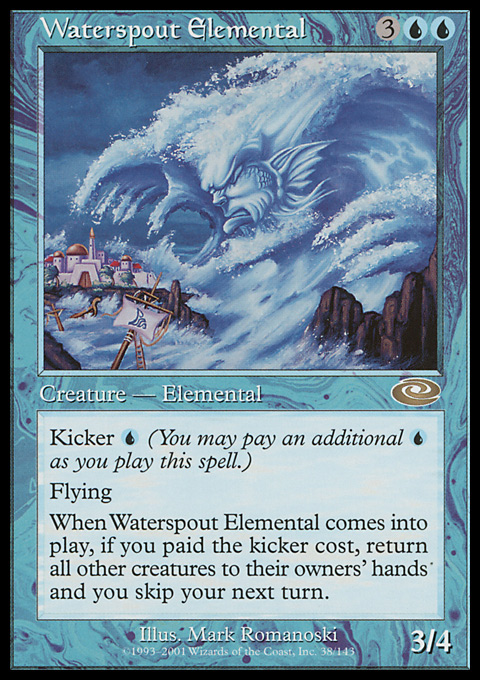 Waterspout Elemental 3
Creature — Elemental
Kicker (You may pay an additional
as you play this spell.)
Flying
When Waterspout Elemental comes into
play, if you paid the kicker cost, return
all other creatures to their owners' hands
and you skip your next turn.
Illus. Mark Romanoski
3/4
©1993–2001 Wizards of the Coast, Inc. 38/143